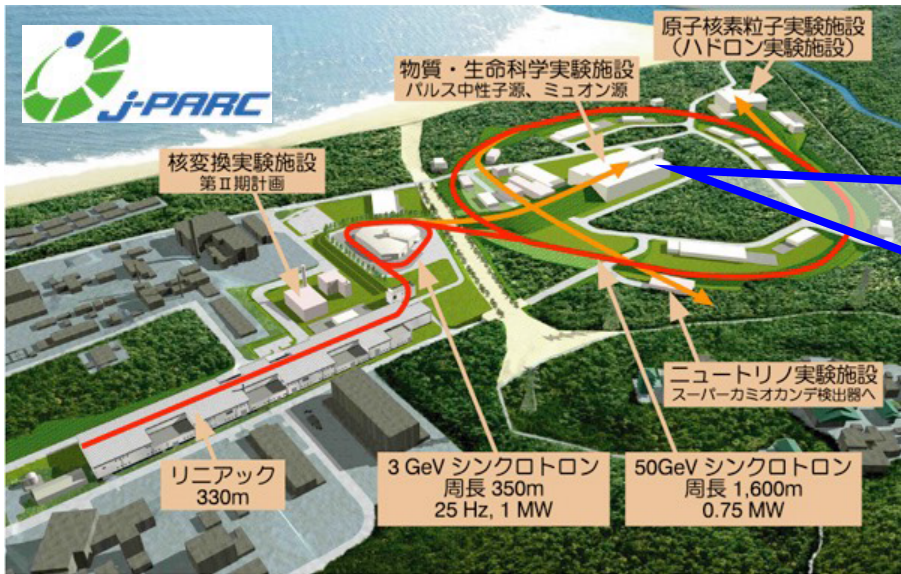 J-PARC
原子核素粒子実験施設
（ハドロン実験施設）
物質・生命科学実験施設
パルス中性子源、ミュオン源
核変換実験施設
第Ⅱ期計画
ニュートリノ実験施設
スーパーカミオカンデ検出器へ
リニアック
330m
3 GeV シンクロトロン
周長 350m
25 Hz, 1 MW
50GeV シンクロトロン
周長 1,600m
0.75 MW